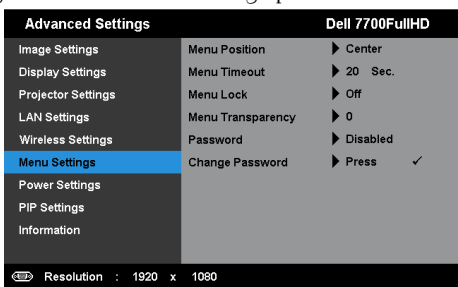 Advanced Settings Dell 7700FullHD
Image Settings Menu Position Center
Display Settings Menu Timeout 20 Sec.
Projector Settings Menu Lock Off
LAN Settings Menu Transparency 0
Wireless Settings Password Disabled
Menu Settings Change Password Press ✓
Power Settings
PIP Settings
Information
Resolution : 1920 x 1080